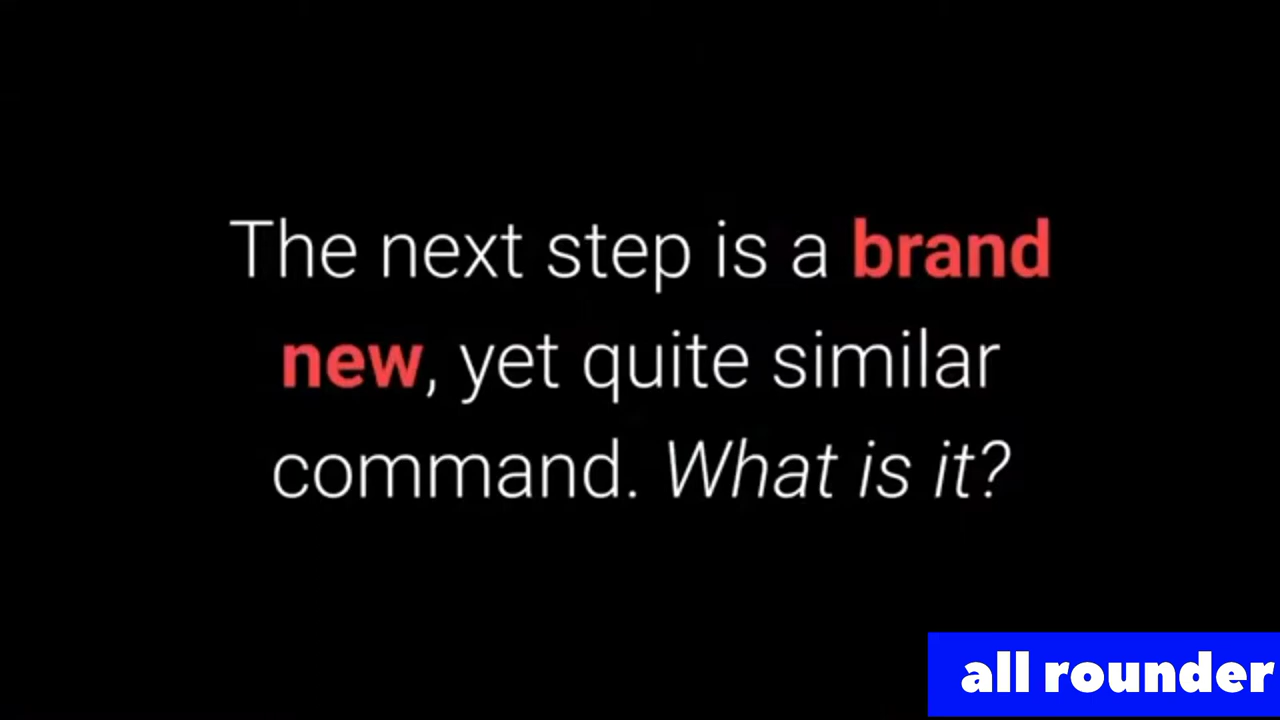 The next step is a brand
new, yet quite similar
command. What is it?
all rounder